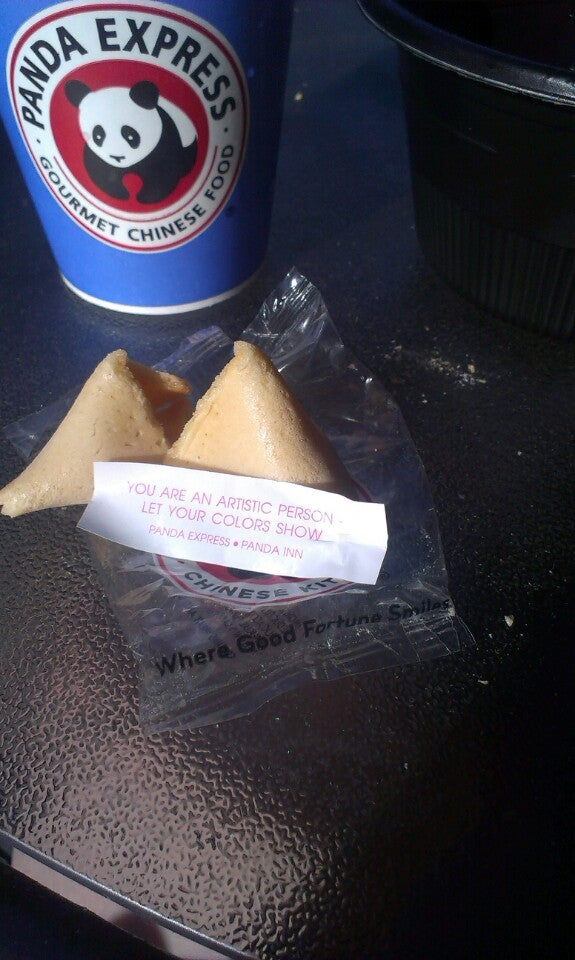 PANDA EXPRESS
GOURMET CHINESE FOOD
YOU ARE AN ARTISTIC PERSON -
LET YOUR COLORS SHOW
PANDA EXPRESS • PANDA INN
CHINESE
Where Good Fortune Smiles